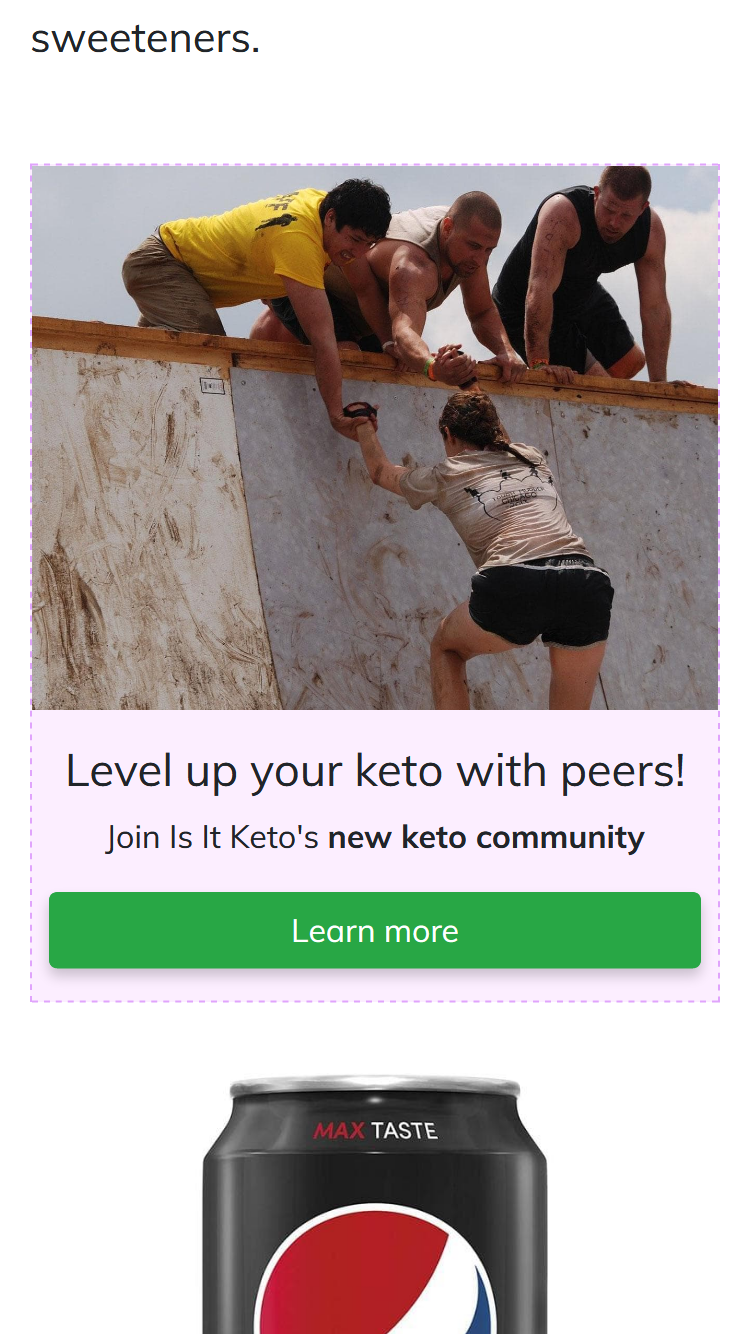 sweeteners.
Level up your keto with peers!
Join Is It Keto's new keto community
Learn more
MAX TASTE